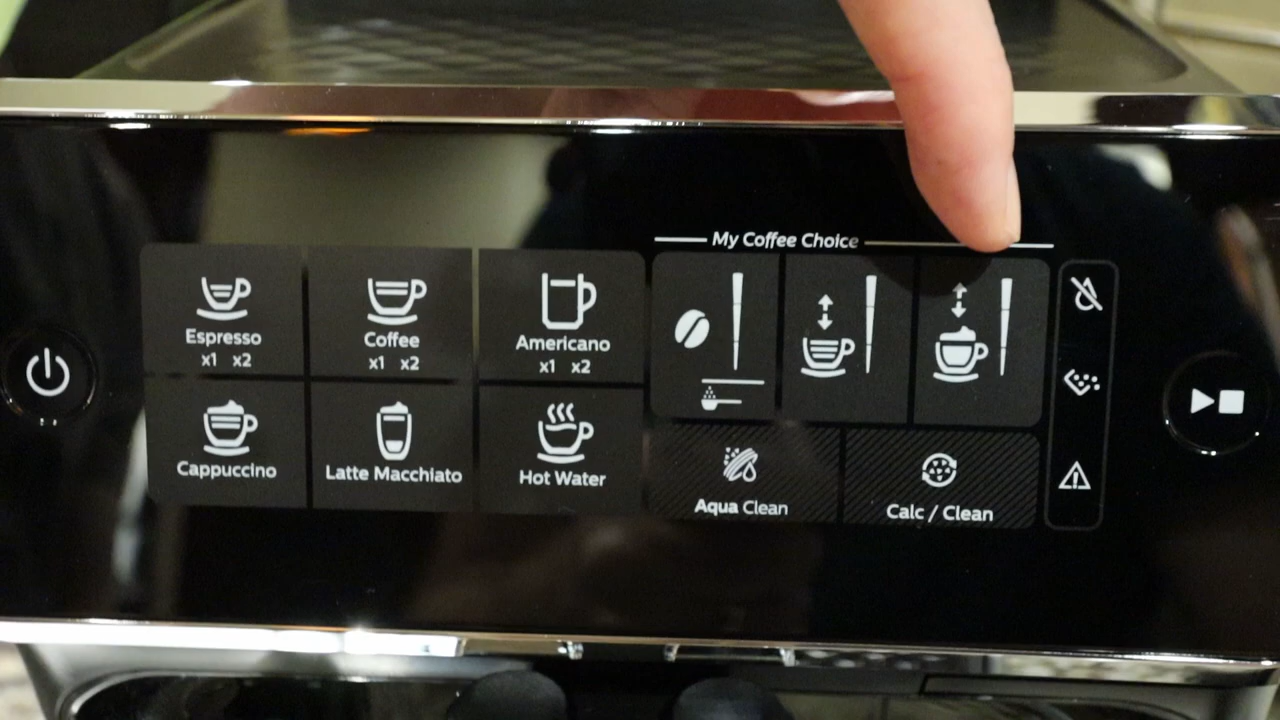 My Coffee Choice
Espresso
x1 x2
Coffee
x1 x2
Americano
x1 x2
Cappuccino
Latte Macchiato
Hot Water
Aqua Clean
Calc / Clean